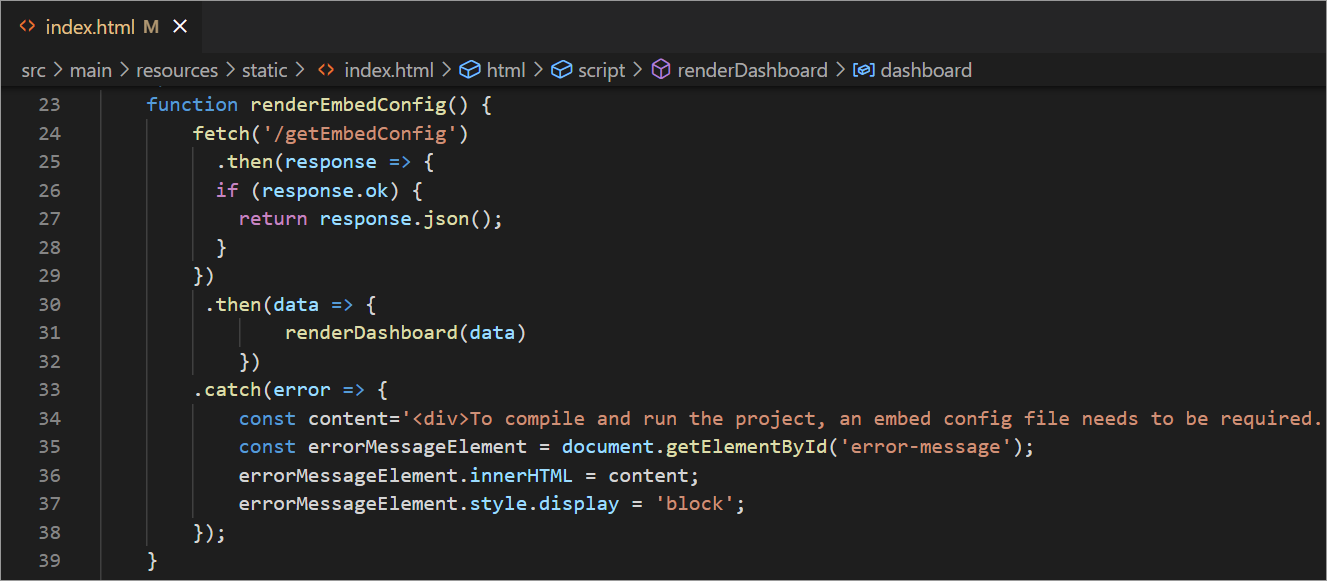 index.html M
src main resources static index.html html script renderDashboard dashboard
23 function renderEmbedConfig() {
24 fetch('/getEmbedConfig')
25 .then(response => {
26 if (response.ok) {
27 return response.json();
28 }
29 })
30 .then(data => {
31 renderDashboard(data)
32 })
33 .catch(error => {
34 const content='<div>To compile and run the project, an embed config file needs to be required.
35 const errorMessageElement = document.getElementById('error-message');
36 errorMessageElement.innerHTML = content;
37 errorMessageElement.style.display = 'block';
38 });
39 }